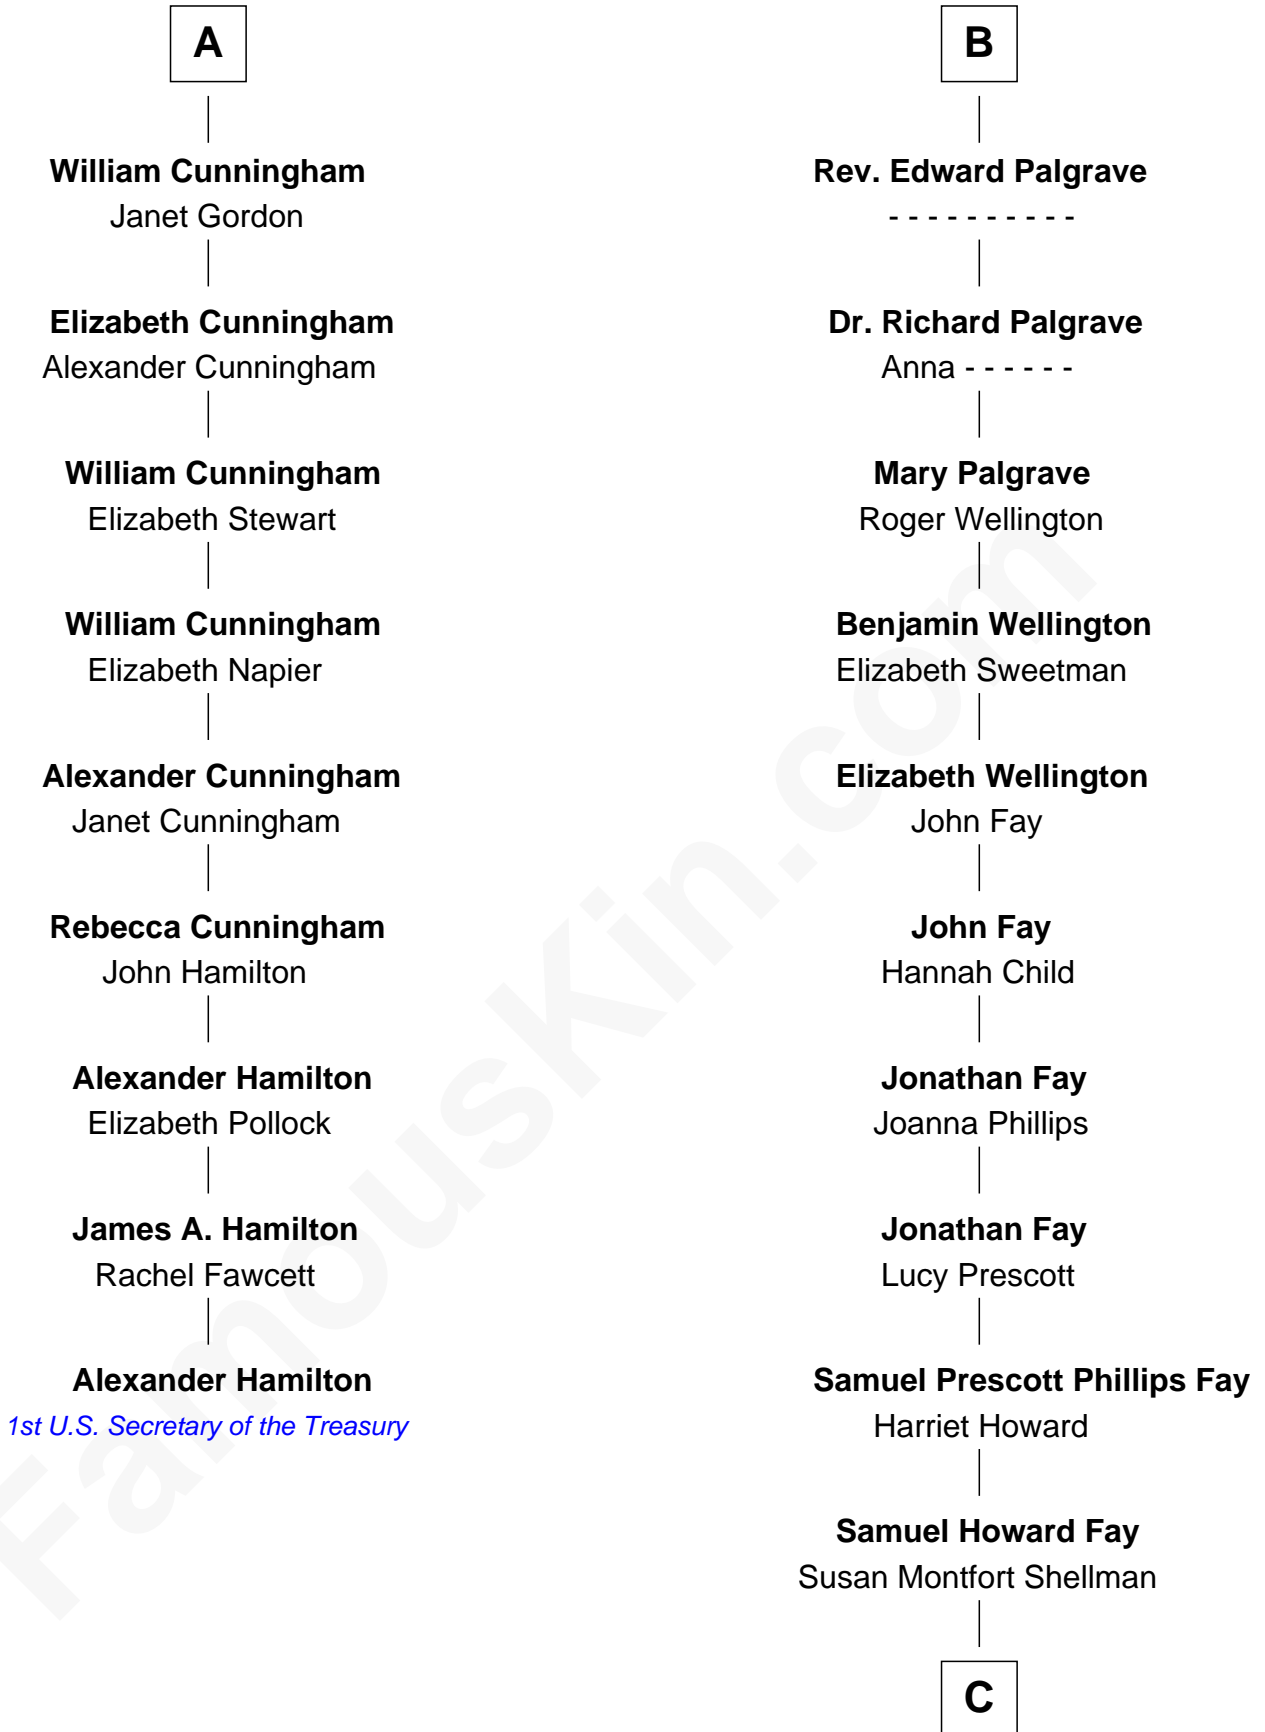 A
William Cunningham
Janet Gordon
Elizabeth Cunningham
Alexander Cunningham
William Cunningham
Elizabeth Stewart
William Cunningham
Elizabeth Napier
Alexander Cunningham
Janet Cunningham
Rebecca Cunningham
John Hamilton
Alexander Hamilton
Elizabeth Pollock
James A. Hamilton
Rachel Fawcett
Alexander Hamilton
1st U.S. Secretary of the Treasury
B
Rev. Edward Palgrave
- - - - - - - - - -
Dr. Richard Palgrave
Anna - - - - - -
Mary Palgrave
Roger Wellington
Benjamin Wellington
Elizabeth Sweetman
Elizabeth Wellington
John Fay
John Fay
Hannah Child
Jonathan Fay
Joanna Phillips
Jonathan Fay
Lucy Prescott
Samuel Prescott Phillips Fay
Harriet Howard
Samuel Howard Fay
Susan Montfort Shellman
C
FamousKin.com